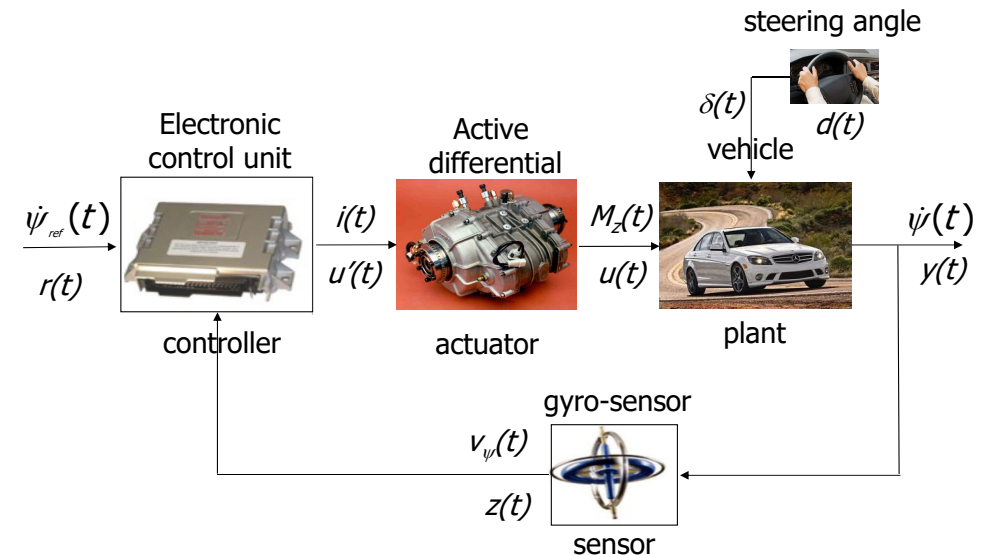 steering angle
δ(t)
d(t)
vehicle
Electronic
control unit
Active
differential
ψ̇ref(t)
r(t)
i(t)
u'(t)
Mz(t)
u(t)
ψ̇(t)
y(t)
controller
actuator
plant
gyro-sensor
vψ(t)
z(t)
sensor